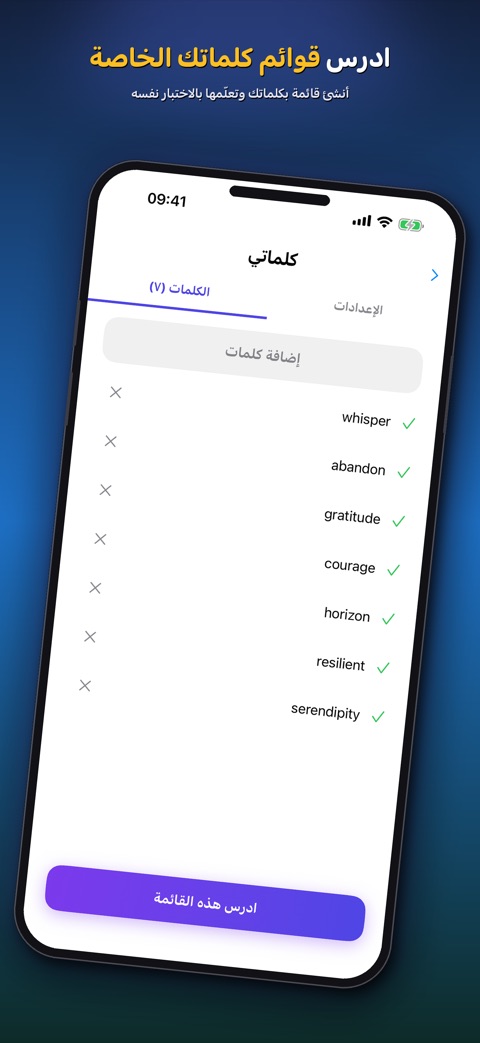 ادرس قوائم كلماتك الخاصة
أنشئ قائمة بكلماتك وتعلّمها بالاختبار نفسه
09:41
كلماتي
الإعدادات
الكلمات (٧)
إضافة كلمات
whisper
abandon
gratitude
courage
horizon
resilient
serendipity
ادرس هذه القائمة